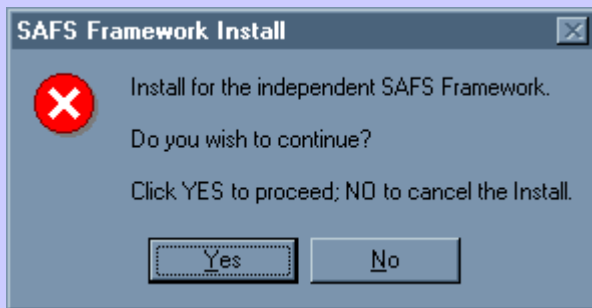 SAFS Framework Install
Install for the independent SAFS Framework.
Do you wish to continue?
Click YES to proceed; NO to cancel the Install.
Yes
No